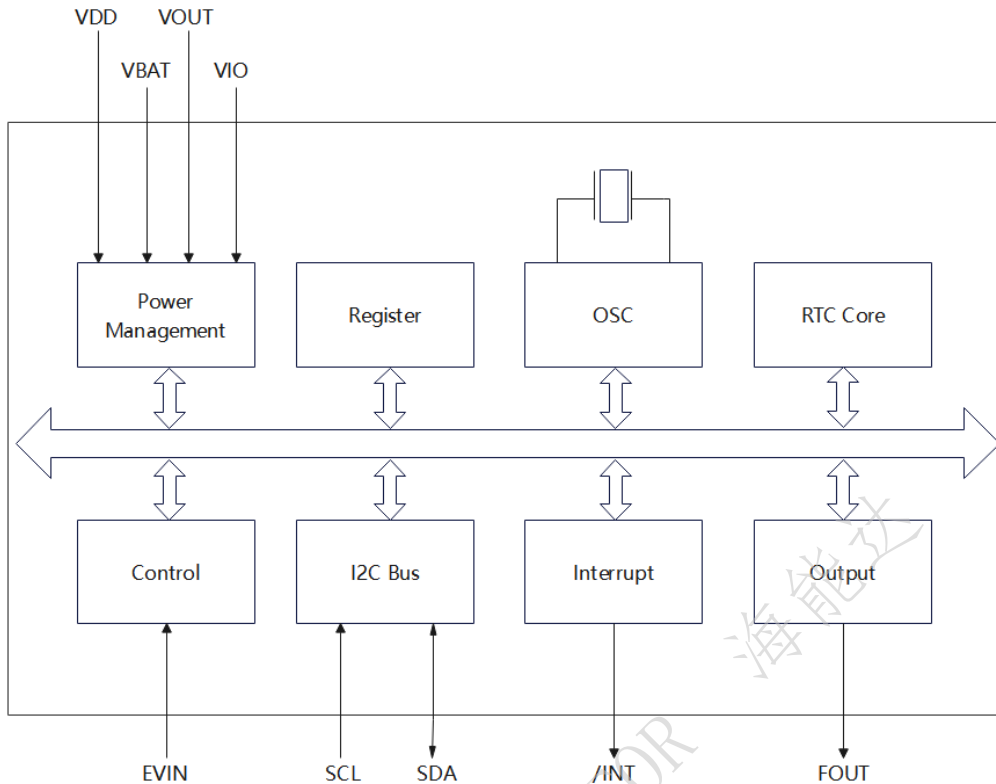 VDD
VOUT
VBAT
VIO
Power
Management
Register
OSC
RTC Core
Control
I2C Bus
Interrupt
Output
EVIN
SCL
SDA
/INT
FOUT
海能达
OR